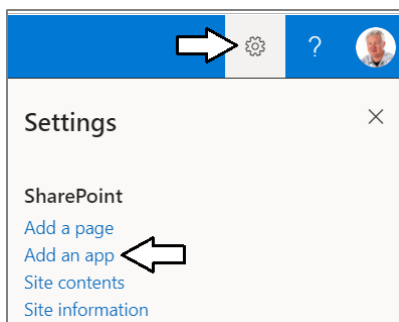 ?
Settings
SharePoint
Add a page
Add an app
Site contents
Site information